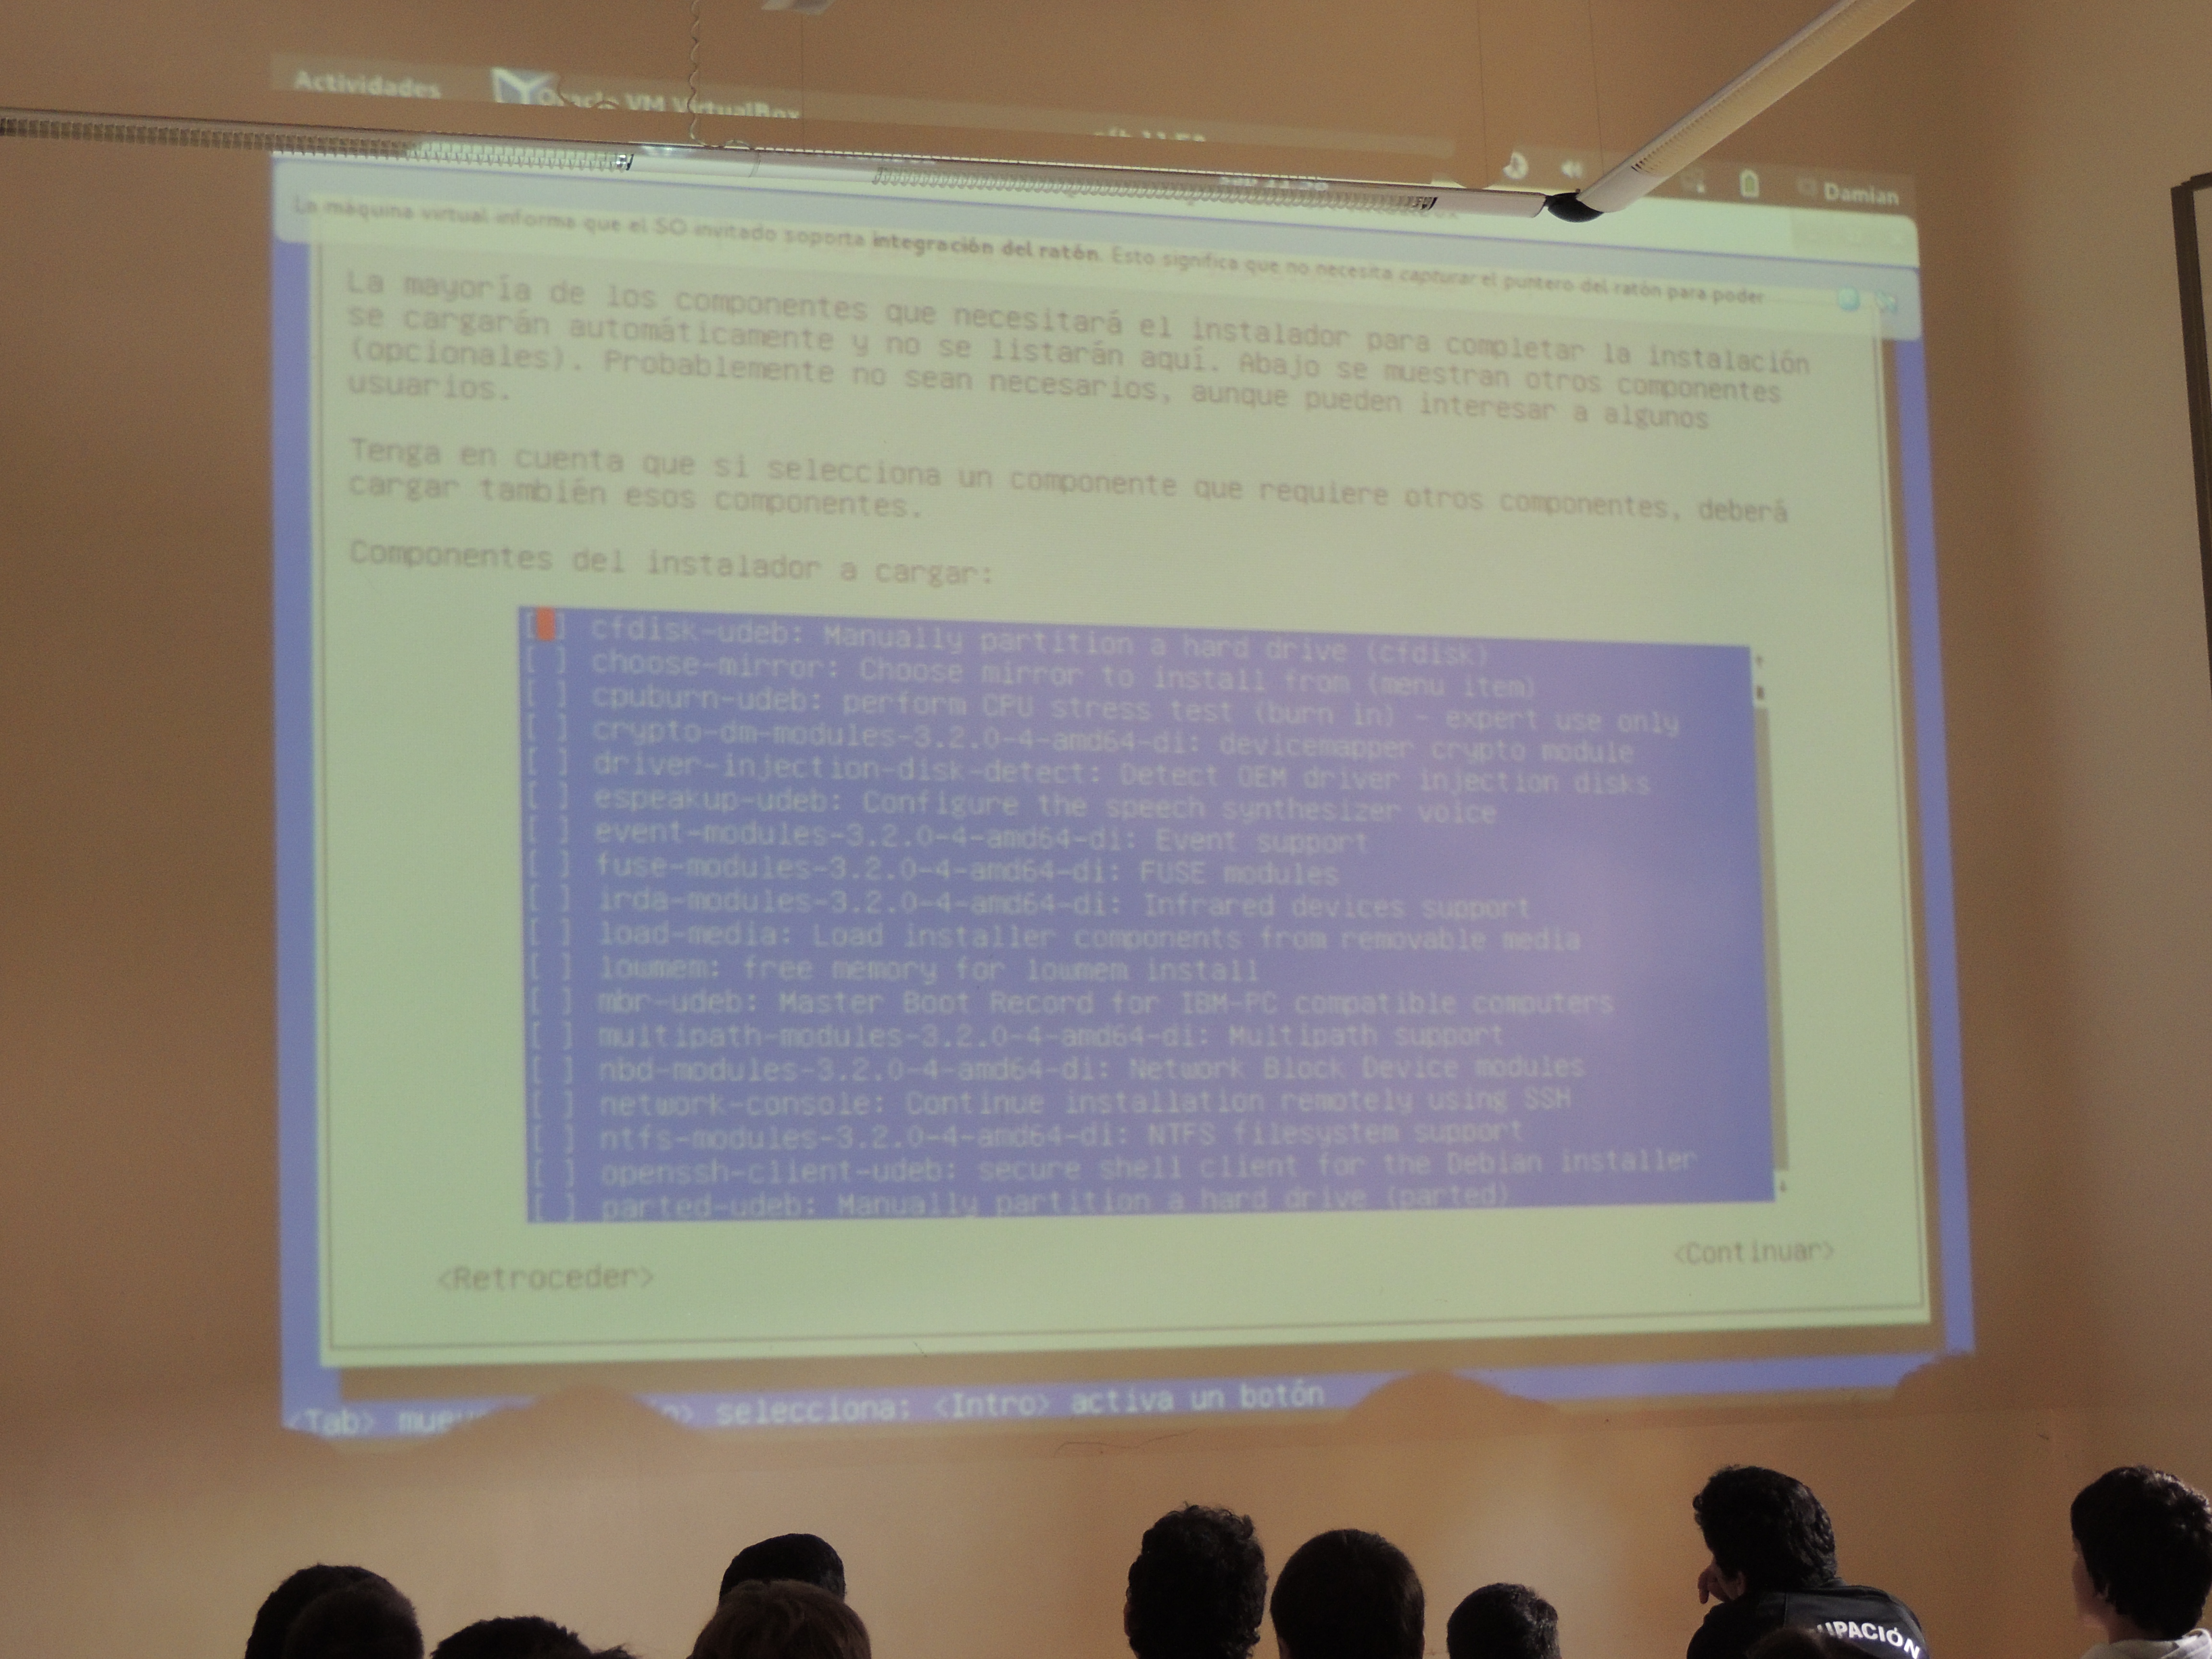 Actividades
Oracle VM VirtualBox
Damian
La máquina virtual informa que el SO invitado soporta integración del ratón. Esto significa que no necesita capturar el puntero del ratón para poder
La mayoría de los componentes que necesitará el instalador para completar la instalación
se cargarán automáticamente y no se listarán aquí. Abajo se muestran otros componentes
(opcionales). Probablemente no sean necesarios, aunque pueden interesar a algunos
usuarios.
Tenga en cuenta que si selecciona un componente que requiere otros componentes, deberá
cargar también esos componentes.
Componentes del instalador a cargar:
[ ] cfdisk-udeb: Manually partition a hard drive (cfdisk)
[ ] choose-mirror: Choose mirror to install from (menu item)
[ ] cpuburn-udeb: perform CPU stress test (burn in) - expert use only
[ ] crypto-dm-modules-3.2.0-4-amd64-di: devicemapper crypto module
[ ] driver-injection-disk-detect: Detect OEM driver injection disks
[ ] espeakup-udeb: Configure the speech synthesizer voice
[ ] event-modules-3.2.0-4-amd64-di: Event support
[ ] fuse-modules-3.2.0-4-amd64-di: FUSE modules
[ ] irda-modules-3.2.0-4-amd64-di: Infrared devices support
[ ] load-media: Load installer components from removable media
[ ] lowmem: free memory for lowmem install
[ ] mbr-udeb: Master Boot Record for IBM-PC compatible computers
[ ] multipath-modules-3.2.0-4-amd64-di: Multipath support
[ ] nbd-modules-3.2.0-4-amd64-di: Network Block Device modules
[ ] network-console: Continue installation remotely using SSH
[ ] ntfs-modules-3.2.0-4-amd64-di: NTFS filesystem support
[ ] openssh-client-udeb: secure shell client for the Debian installer
[ ] parted-udeb: Manually partition a hard drive (parted)
<Retroceder> <Continuar>
<Tab> selecciona; <Intro> activa un botón
UPACIÓN